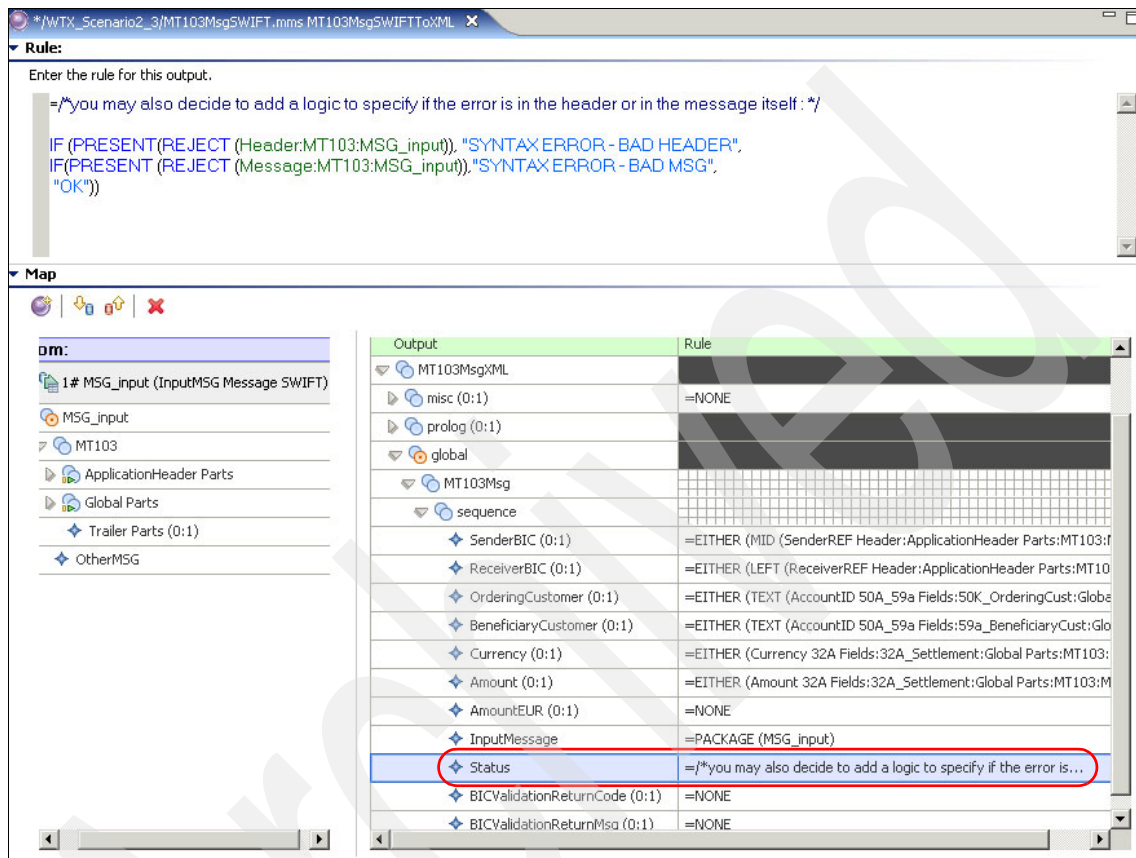 */WTX_Scenario2_3/MT103MsgSWIFT.mms MT103MsgSWIFTToXML
Rule:
Enter the rule for this output.
=/*you may also decide to add a logic to specify if the error is in the header or in the message itself : */
IF (PRESENT(REJECT (Header:MT103:MSG_input)), "SYNTAX ERROR - BAD HEADER",
IF(PRESENT (REJECT (Message:MT103:MSG_input)),"SYNTAX ERROR - BAD MSG",
"OK"))
Map
om:
1# MSG_input (InputMSG Message SWIFT)
MSG_input
MT103
ApplicationHeader Parts
Global Parts
Trailer Parts (0:1)
OtherMSG
Output Rule
MT103MsgXML
misc (0:1) =NONE
prolog (0:1)
global
MT103Msg
sequence
SenderBIC (0:1) =EITHER (MID (SenderREF Header:ApplicationHeader Parts:MT103:
ReceiverBIC (0:1) =EITHER (LEFT (ReceiverREF Header:ApplicationHeader Parts:MT10
OrderingCustomer (0:1) =EITHER (TEXT (AccountID 50A_59a Fields:50K_OrderingCust:Globa
BeneficiaryCustomer (0:1) =EITHER (TEXT (AccountID 50A_59a Fields:59a_BeneficiaryCust:Glo
Currency (0:1) =EITHER (Currency 32A Fields:32A_Settlement:Global Parts:MT103:
Amount (0:1) =EITHER (Amount 32A Fields:32A_Settlement:Global Parts:MT103:M
AmountEUR (0:1) =NONE
InputMessage =PACKAGE (MSG_input)
Status =/*you may also decide to add a logic to specify if the error is...
BICValidationReturnCode (0:1) =NONE
BICValidationReturnMsg (0:1) =NONE